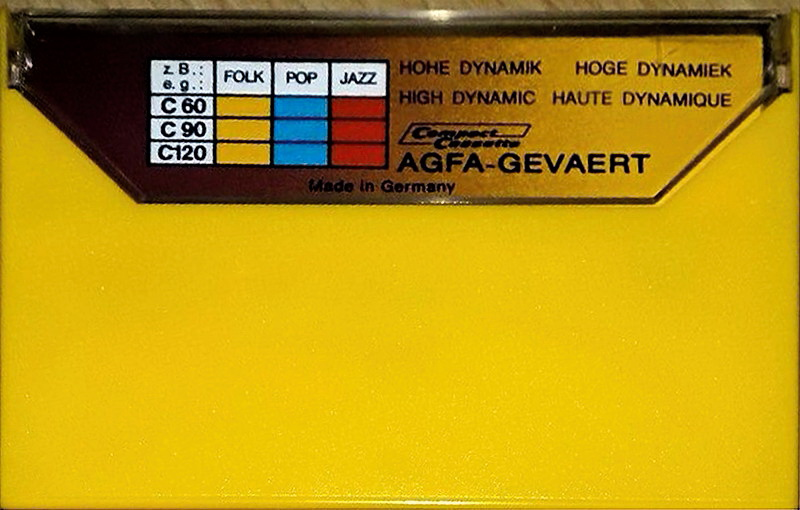 z. B. : FOLK POP JAZZ
e. g. :
C 60
C 90
C120
HOHE DYNAMIK HOGE DYNAMIEK
HIGH DYNAMIC HAUTE DYNAMIQUE
Compact
Cassette
AGFA-GEVAERT
Made in Germany